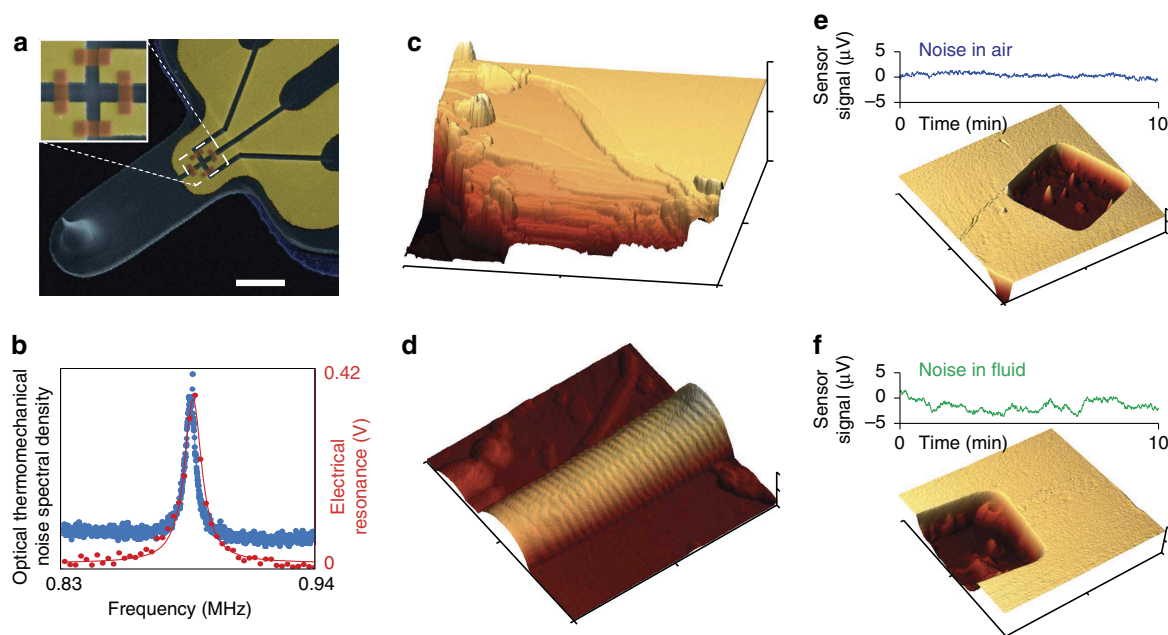 a
b
Optical thermomechanical
noise spectral density
0.42
Electrical
resonance (V)
0
0.83
0.94
Frequency (MHz)
c
d
e
Sensor
signal (μV)
5
0
–5
Noise in air
0
Time (min)
10
f
Sensor
signal (μV)
5
0
–5
Noise in fluid
0
Time (min)
10